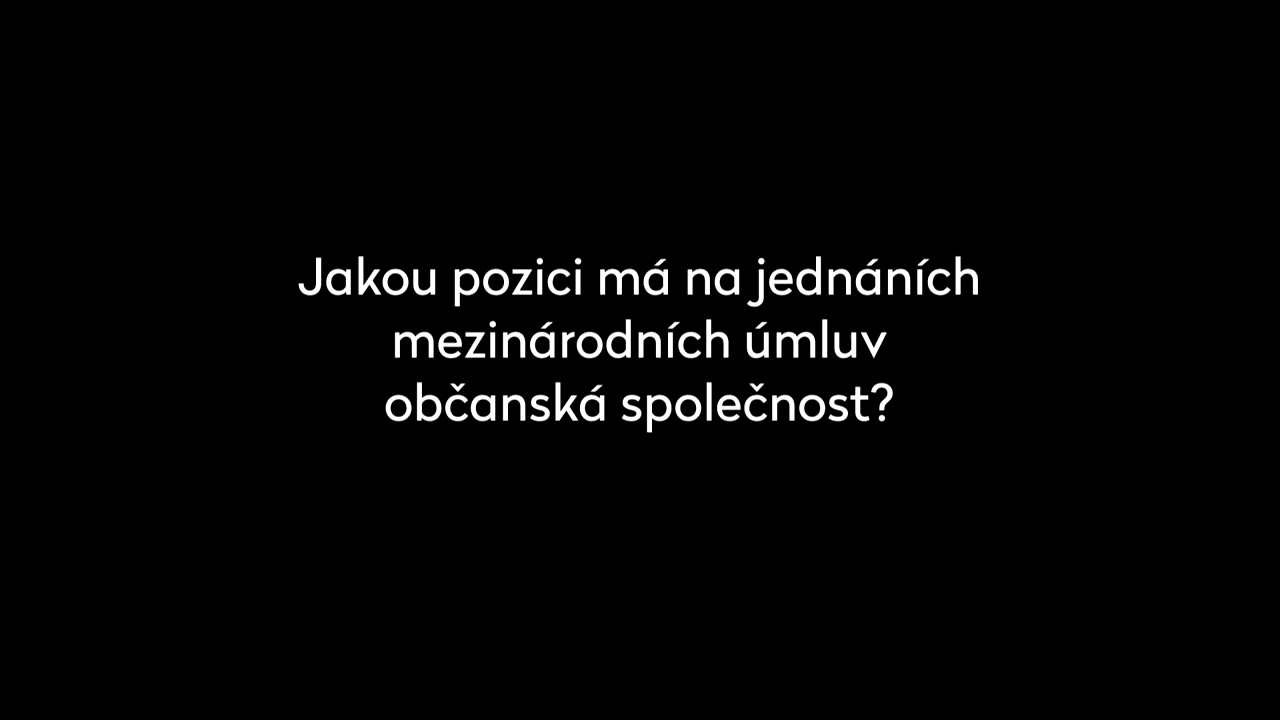 Jakou pozici má na jednáních
mezinárodních úmluv
občanská společnost?